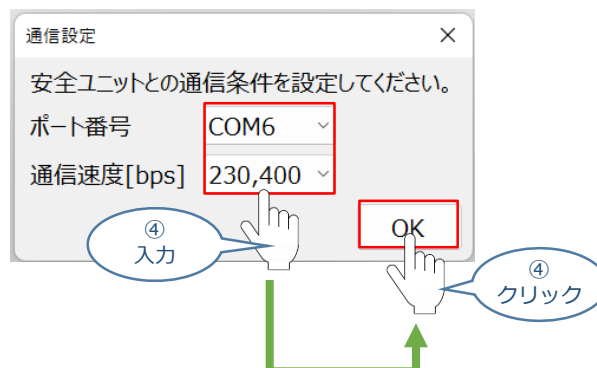 通信設定
安全ユニットとの通信条件を設定してください。
ポート番号 COM6
通信速度[bps] 230,400
OK
④
入力
④
クリック